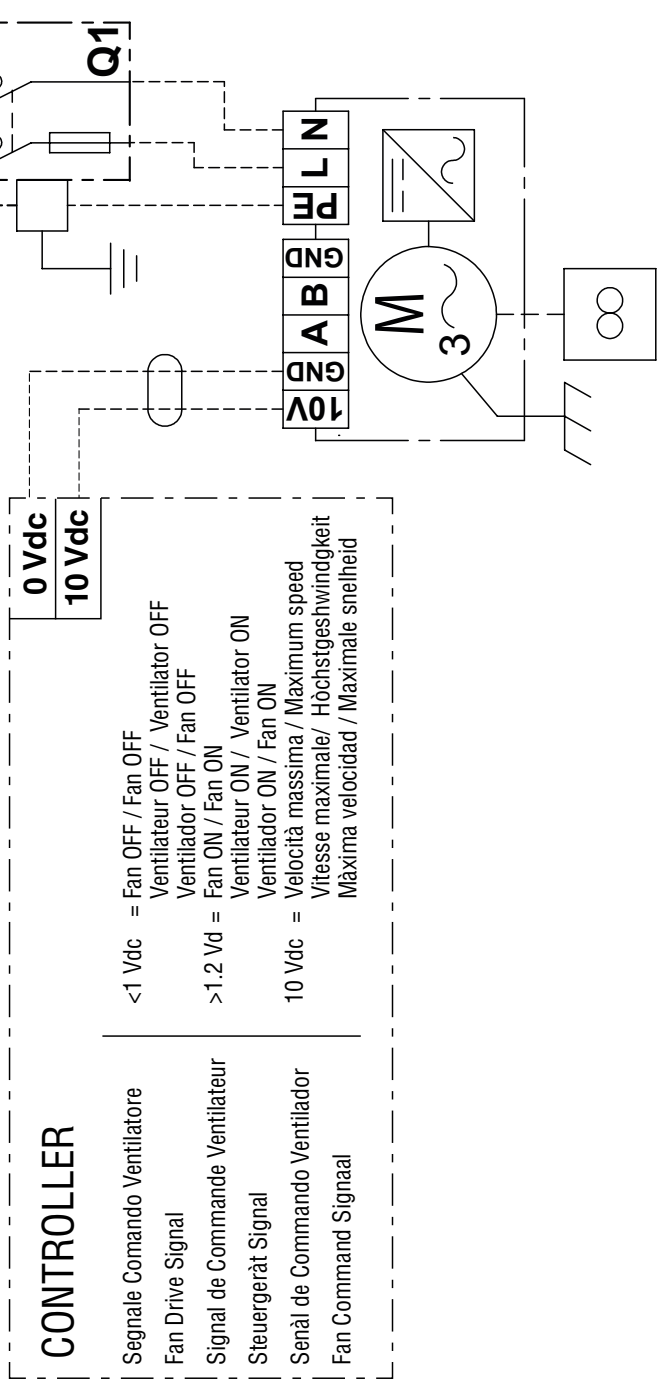 CONTROLLER
Segnale Comando Ventilatore
Fan Drive Signal
Signal de Commande Ventilateur
Steuergeràt Signal
Senàl de Commando Ventilador
Fan Command Signaal
<1 Vdc = Fan OFF / Fan OFF
Ventilateur OFF / Ventilator OFF
Ventilador OFF / Fan OFF
>1.2 Vd = Fan ON / Fan ON
Ventilateur ON / Ventilator ON
Ventilador ON / Fan ON
10 Vdc = Velocità massima / Maximum speed
Vitesse maximale/ Hòchstgeshwindgkeit
Màxima velocidad / Maximale snelheid
0 Vdc
10 Vdc
10V GND A B GND PE L N
M
3
Q1